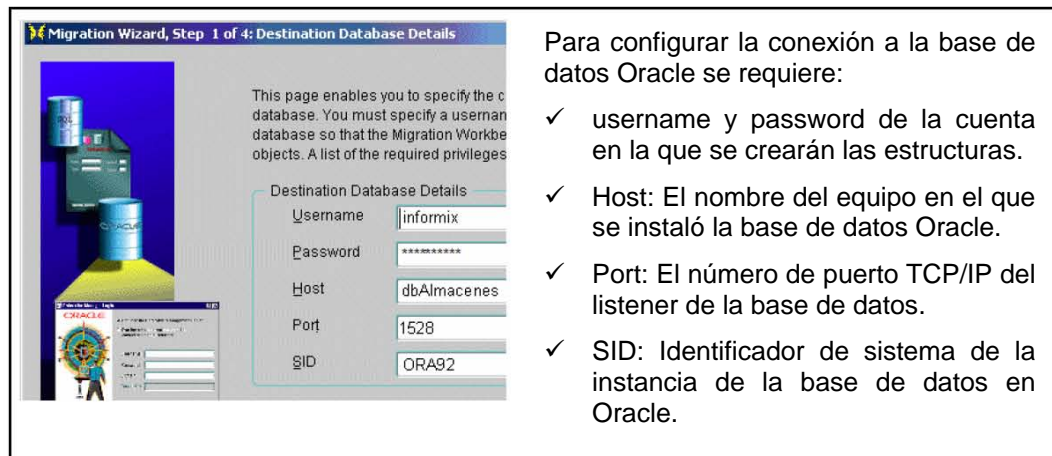 Migration Wizard, Step 1 of 4: Destination Database Details
This page enables you to specify the c
database. You must specify a usernan
database so that the Migration Workbe
objects. A list of the required privileges
Destination Database Details
Username informix
Password **********
Host dbAlmacenes
Port 1528
SID ORA92
ORACLE
Para configurar la conexión a la base de
datos Oracle se requiere:
✓ username y password de la cuenta
en la que se crearán las estructuras.
✓ Host: El nombre del equipo en el que
se instaló la base de datos Oracle.
✓ Port: El número de puerto TCP/IP del
listener de la base de datos.
✓ SID: Identificador de sistema de la
instancia de la base de datos en
Oracle.